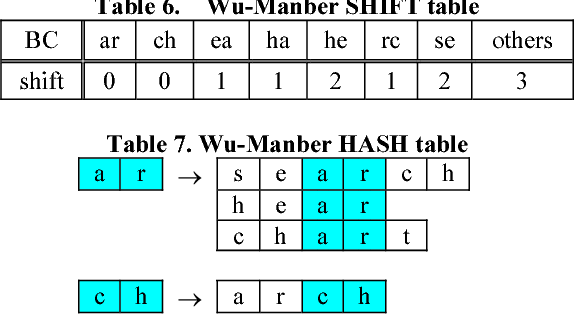 Table 6. Wu-Manber SHIFT table
BC ar ch ea ha he rc se others
shift 0 0 1 1 2 1 2 3
Table 7. Wu-Manber HASH table
a r → s e a r c h
h e a r
c h a r t
c h → a r c h